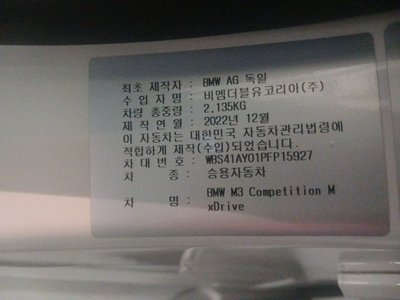 최초 제작자 : BMW AG 독일
수 입 자 명 : 비엠더블유코리아(주)
차량 총중량 : 2,135KG
제 작 연 월 : 2022년 12월
이 자동차는 대한민국 자동차관리법령에
적합하게 제작(수입)되었습니다.
차 대 번 호 : WBS41AY01PFP15927
차 종 : 승용자동차
차 명 : BMW M3 Competition M
xDrive